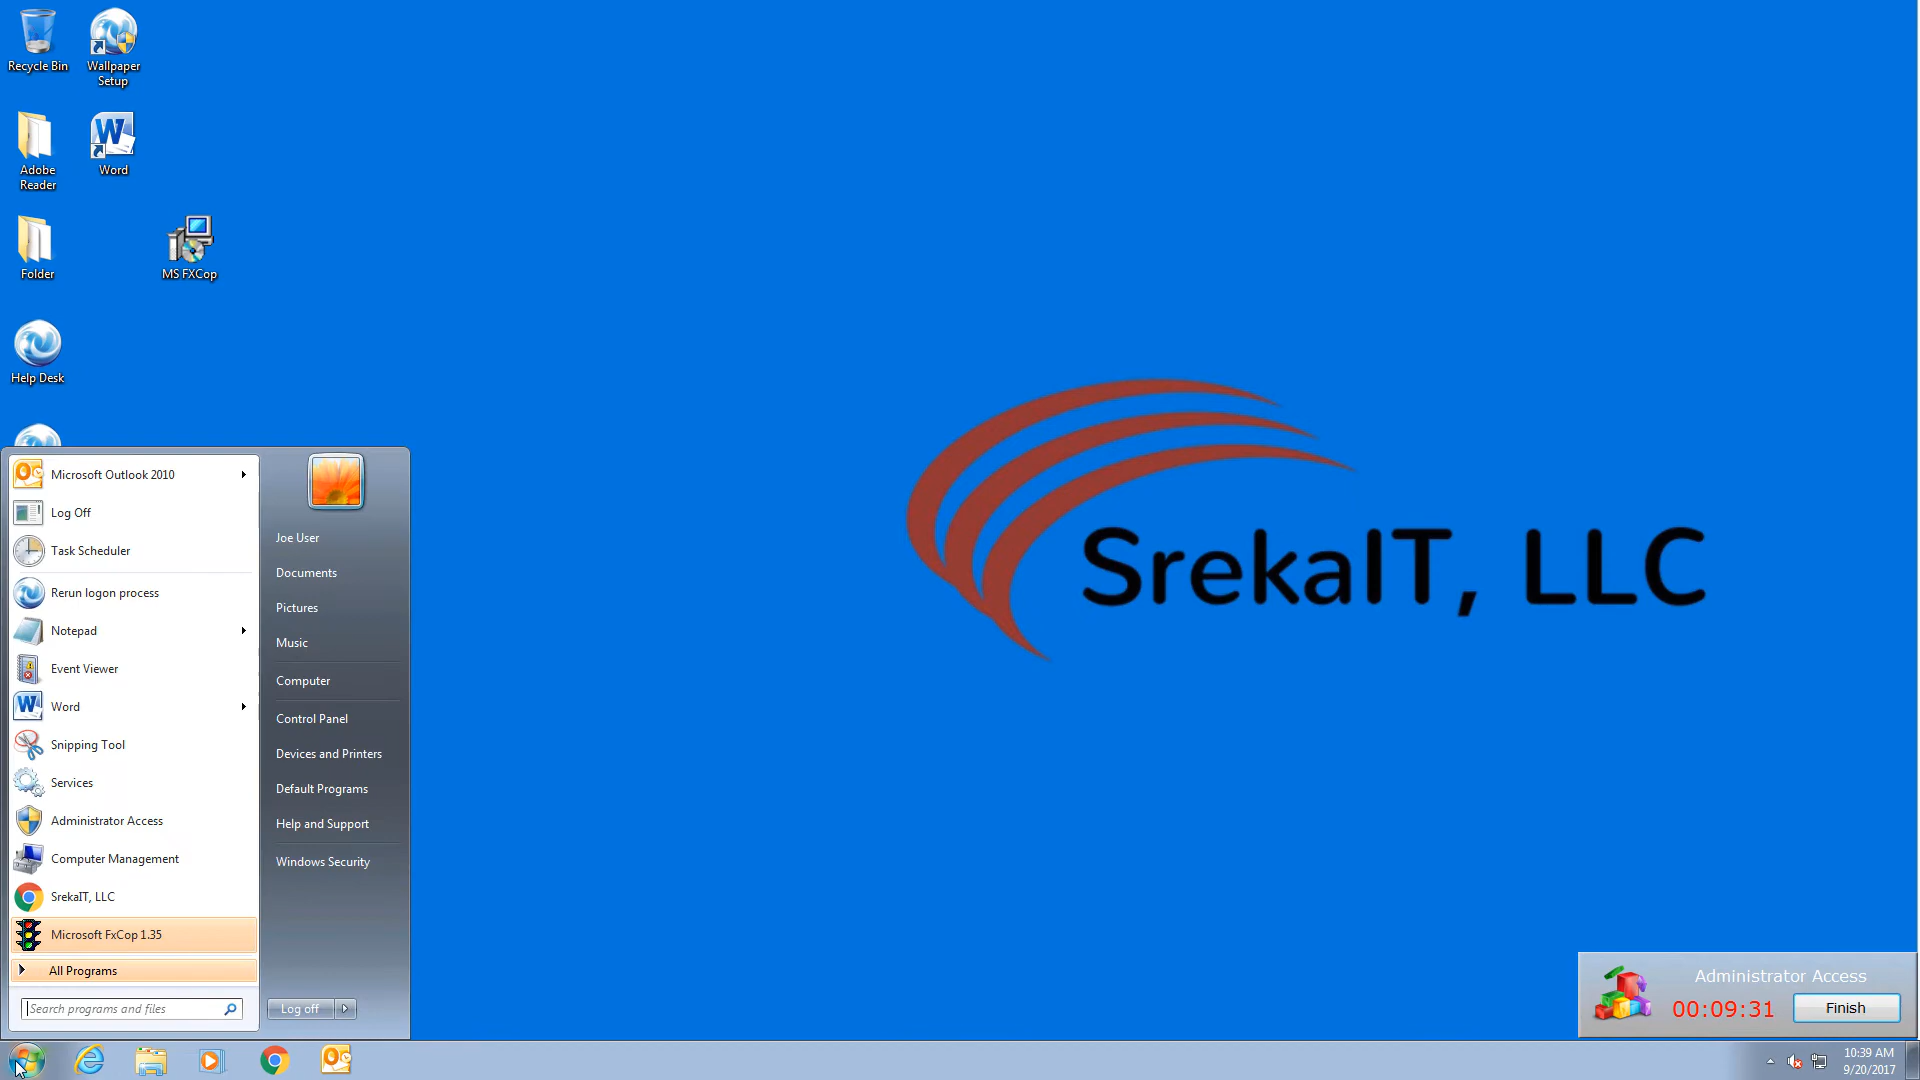 Recycle Bin
Wallpaper
Setup
Adobe
Reader
Word
Folder
MS FXCop
Help Desk
SrekaIT, LLC
Microsoft Outlook 2010
Log Off
Task Scheduler
Rerun logon process
Notepad
Event Viewer
Word
Snipping Tool
Services
Administrator Access
Computer Management
SrekaIT, LLC
Microsoft FxCop 1.35
All Programs
Search programs and files
Joe User
Documents
Pictures
Music
Computer
Control Panel
Devices and Printers
Default Programs
Help and Support
Windows Security
Log off
Administrator Access
00:09:31
Finish
10:39 AM
9/20/2017